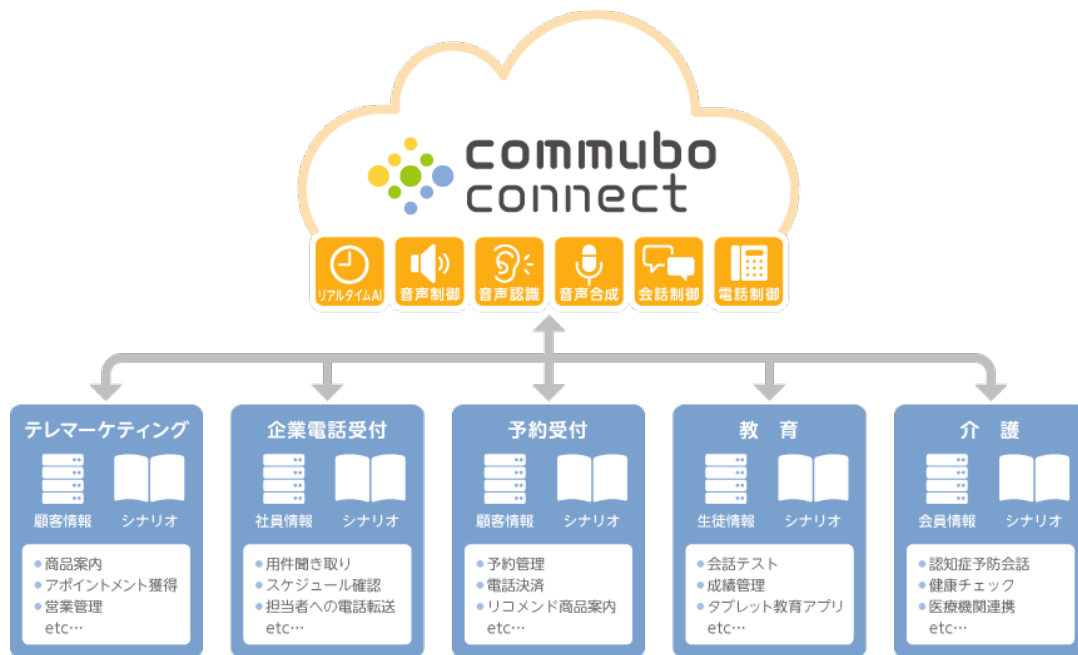 commubo
connect
リアルタイムAI
音声制御
音声認識
音声合成
会話制御
電話制御
テレマーケティング
顧客情報
シナリオ
・商品案内
・アポイントメント獲得
・営業管理
etc…
企業電話受付
社員情報
シナリオ
・用件聞き取り
・スケジュール確認
・担当者への電話転送
etc…
予約受付
顧客情報
シナリオ
・予約管理
・電話決済
・リコメンド商品案内
etc…
教 育
生徒情報
シナリオ
・会話テスト
・成績管理
・タブレット教育アプリ
etc…
介 護
会員情報
シナリオ
・認知症予防会話
・健康チェック
・医療機関連携
etc…